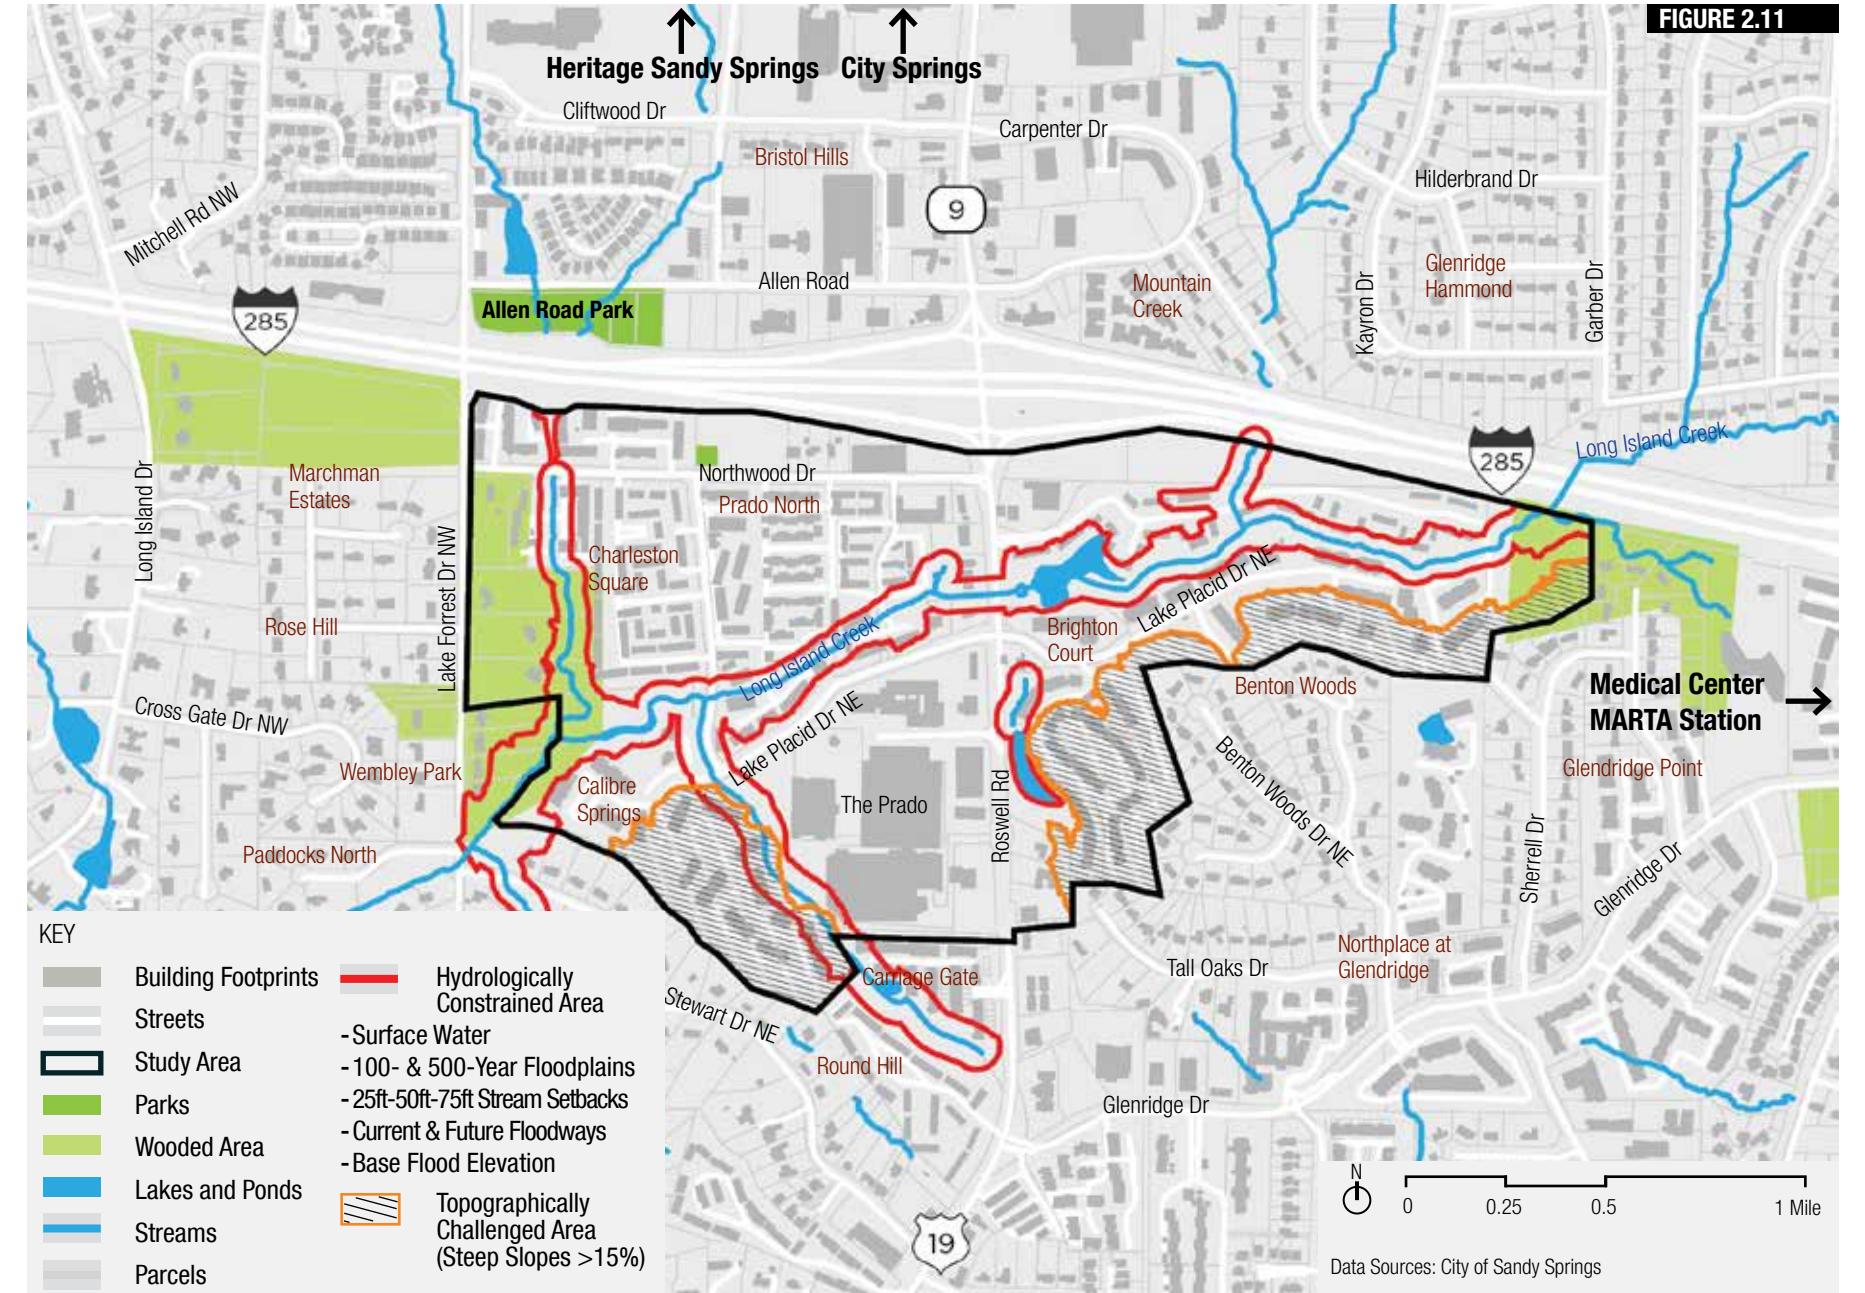 FIGURE 2.11
Heritage Sandy Springs
City Springs
Cliftwood Dr
Carpenter Dr
Bristol Hills
Hilderbrand Dr
Mitchell Rd NW
9
Glenridge
Hammond
Allen Road
Mountain
Creek
Kayron Dr
Garber Dr
285
Allen Road Park
Long Island Creek
285
Marchman
Estates
Northwood Dr
Prado North
Long Island Dr
Lake Forrest Dr NW
Charleston
Square
Lake Placid Dr NE
Rose Hill
Long Island Creek
Brighton
Court
Benton Woods
Medical Center
MARTA Station
Cross Gate Dr NW
Lake Placid Dr NE
Wembley Park
Calibre
Springs
The Prado
Roswell Rd
Benton Woods Dr NE
Glendridge Point
Sherrell Dr
Glenridge Dr
Paddocks North
Northplace at
Glendridge
Tall Oaks Dr
Carriage Gate
Stewart Dr NE
Round Hill
Glenridge Dr
19
KEY
Building Footprints
Streets
Study Area
Parks
Wooded Area
Lakes and Ponds
Streams
Parcels
Hydrologically
Constrained Area
- Surface Water
- 100- & 500-Year Floodplains
- 25ft-50ft-75ft Stream Setbacks
- Current & Future Floodways
- Base Flood Elevation
Topographically
Challenged Area
(Steep Slopes >15%)
N
0 0.25 0.5 1 Mile
Data Sources: City of Sandy Springs